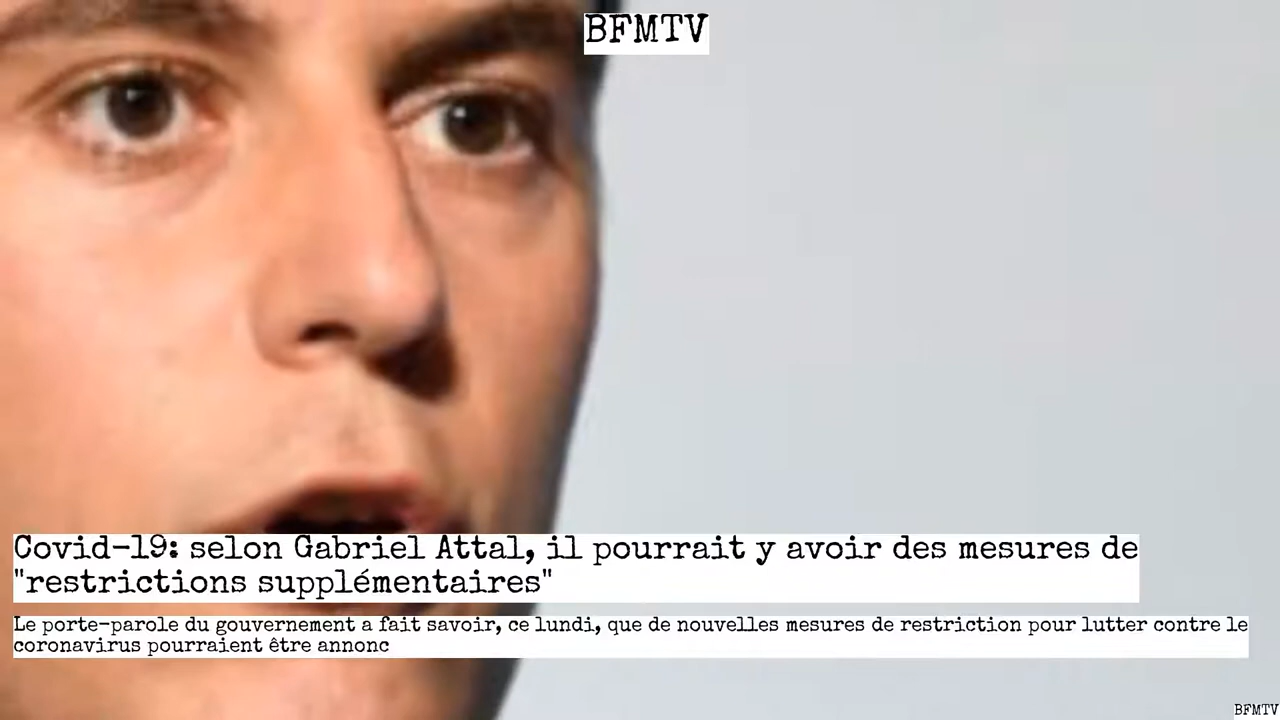 BFMTV
Covid-19: selon Gabriel Attal, il pourrait y avoir des mesures de
"restrictions supplémentaires"
Le porte-parole du gouvernement a fait savoir, ce lundi, que de nouvelles mesures de restriction pour lutter contre le
coronavirus pourraient être annonc
BFMTV